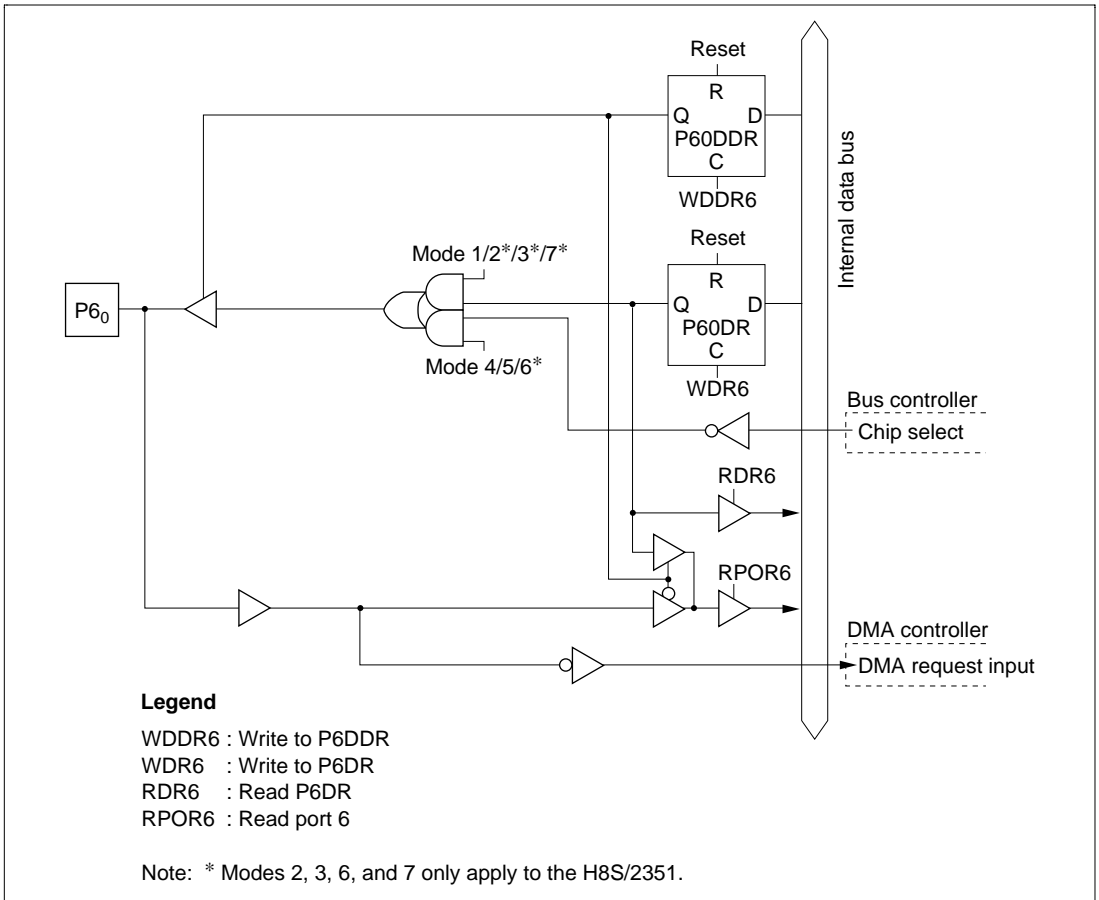 Reset
R
Q D
P60DDR
C
WDDR6
Internal data bus
Mode 1/2*/3*/7*
Reset
R
Q D
P60DR
C
WDR6
P6₀
Mode 4/5/6*
Bus controller
Chip select
RDR6
RPOR6
DMA controller
DMA request input
Legend
WDDR6 : Write to P6DDR
WDR6 : Write to P6DR
RDR6 : Read P6DR
RPOR6 : Read port 6
Note: * Modes 2, 3, 6, and 7 only apply to the H8S/2351.